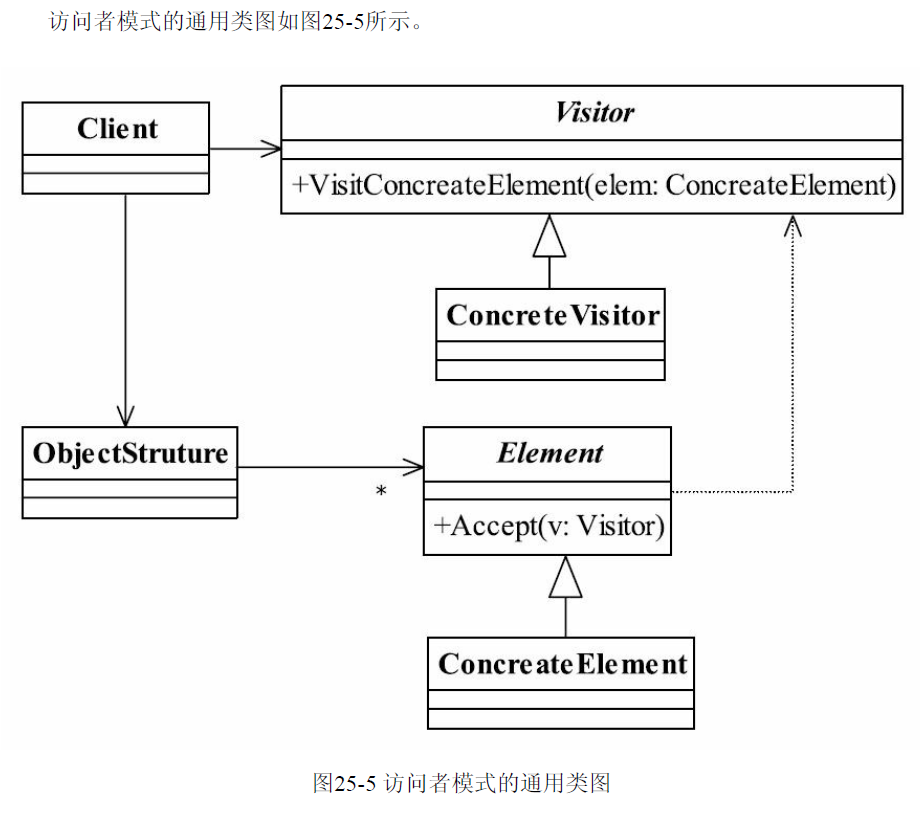 访问者模式的通用类图如图25-5所示。
Client
Visitor
+VisitConcreateElement(elem: ConcreateElement)
ConcreteVisitor
ObjectStruture
*
Element
+Accept(v: Visitor)
ConcreateElement
图25-5 访问者模式的通用类图